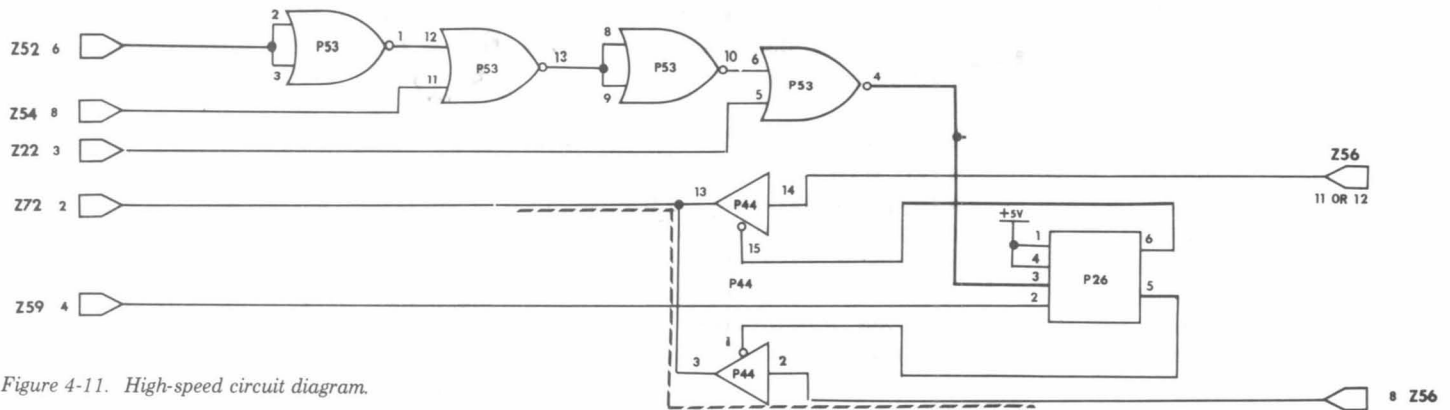 Z52 6
2
3
P53
1
12
11
P53
13
8
9
P53
10
6
5
P53
4
Z54 8
Z22 3
Z56
11 OR 12
Z72 2
13
P44
14
15
P44
+5V
1
4
3
2
P26
6
5
Z59 4
1
3
P44
2
8 Z56
Figure 4-11. High-speed circuit diagram.